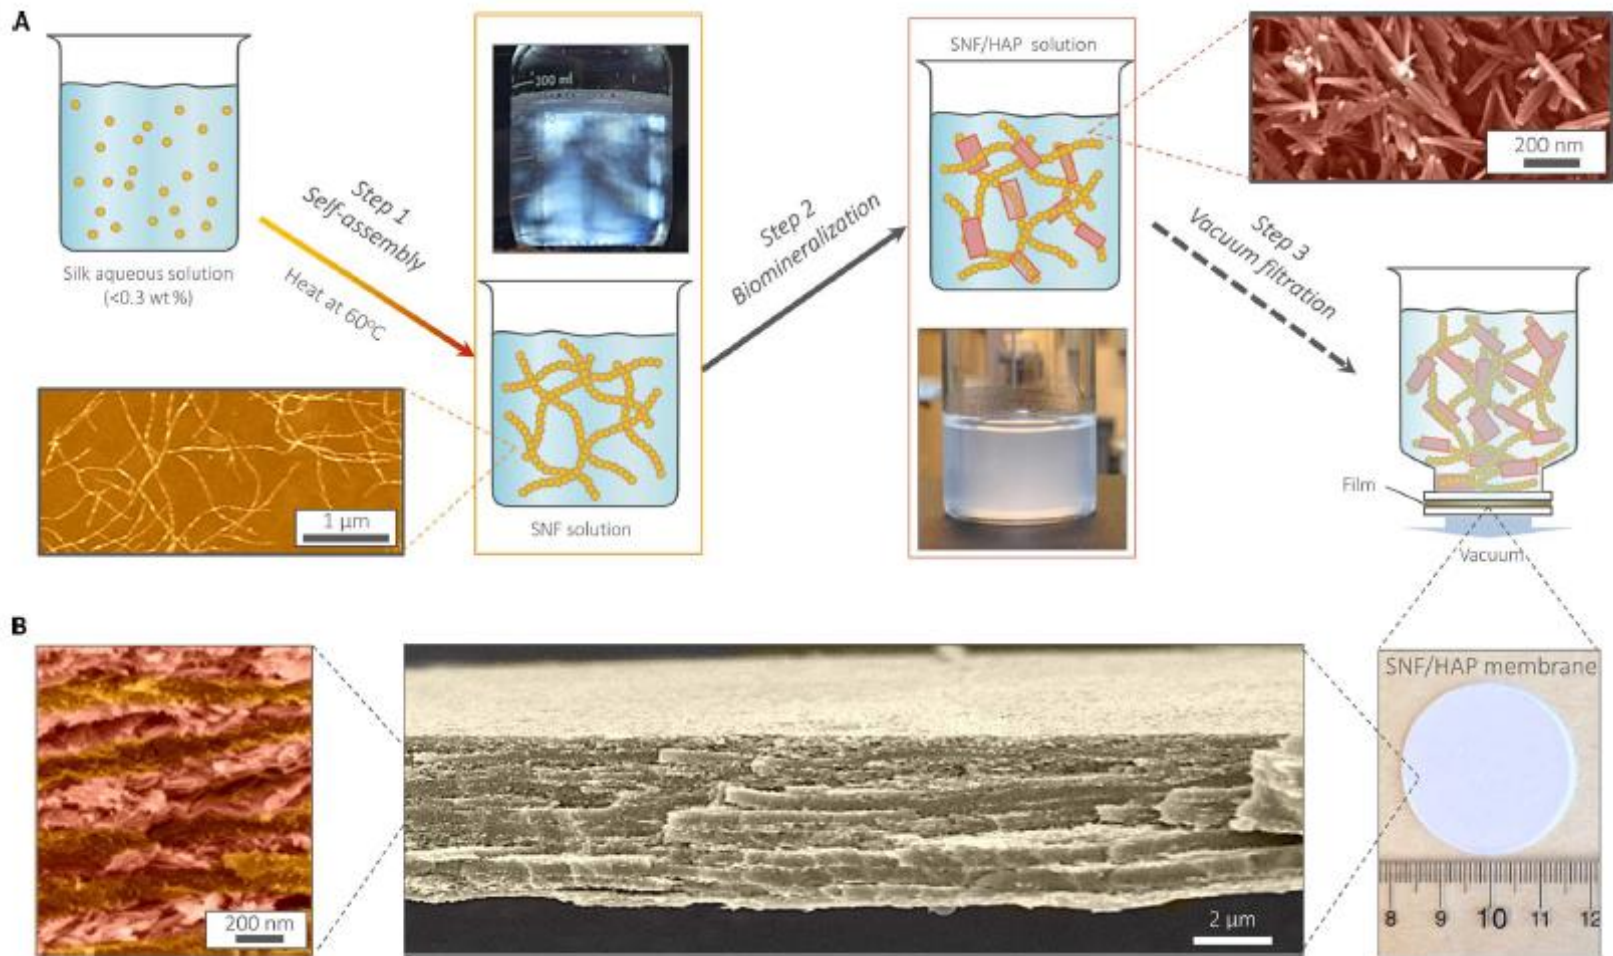 A
Silk aqueous solution
(<0.3 wt%)
Step 1
Self-assembly
Heat at 60°C
300 ml
SNF solution
1 μm
Step 2
Biomineralization
SNF/HAP solution
200 nm
Step 3
Vacuum filtration
Film
Vacuum
B
200 nm
2 μm
SNF/HAP membrane
8 9 10 11 12